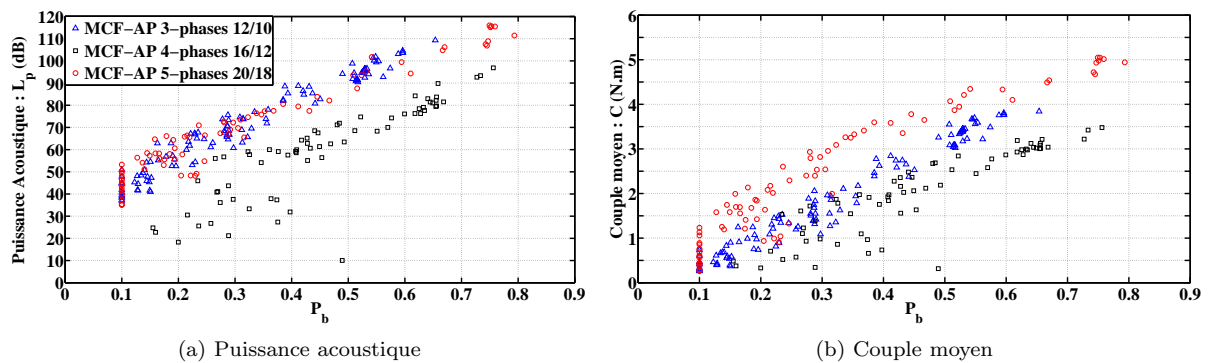 120
110
100
90
80
70
60
50
40
30
20
10
0
Puissance Acoustique : Lp (dB)
MCF-AP 3-phases 12/10
MCF-AP 4-phases 16/12
MCF-AP 5-phases 20/18
0 0.1 0.2 0.3 0.4 0.5 0.6 0.7 0.8 0.9
Pb
(a) Puissance acoustique
6
5
4
3
2
1
0
Couple moyen : C (N.m)
0 0.1 0.2 0.3 0.4 0.5 0.6 0.7 0.8 0.9
Pb
(b) Couple moyen